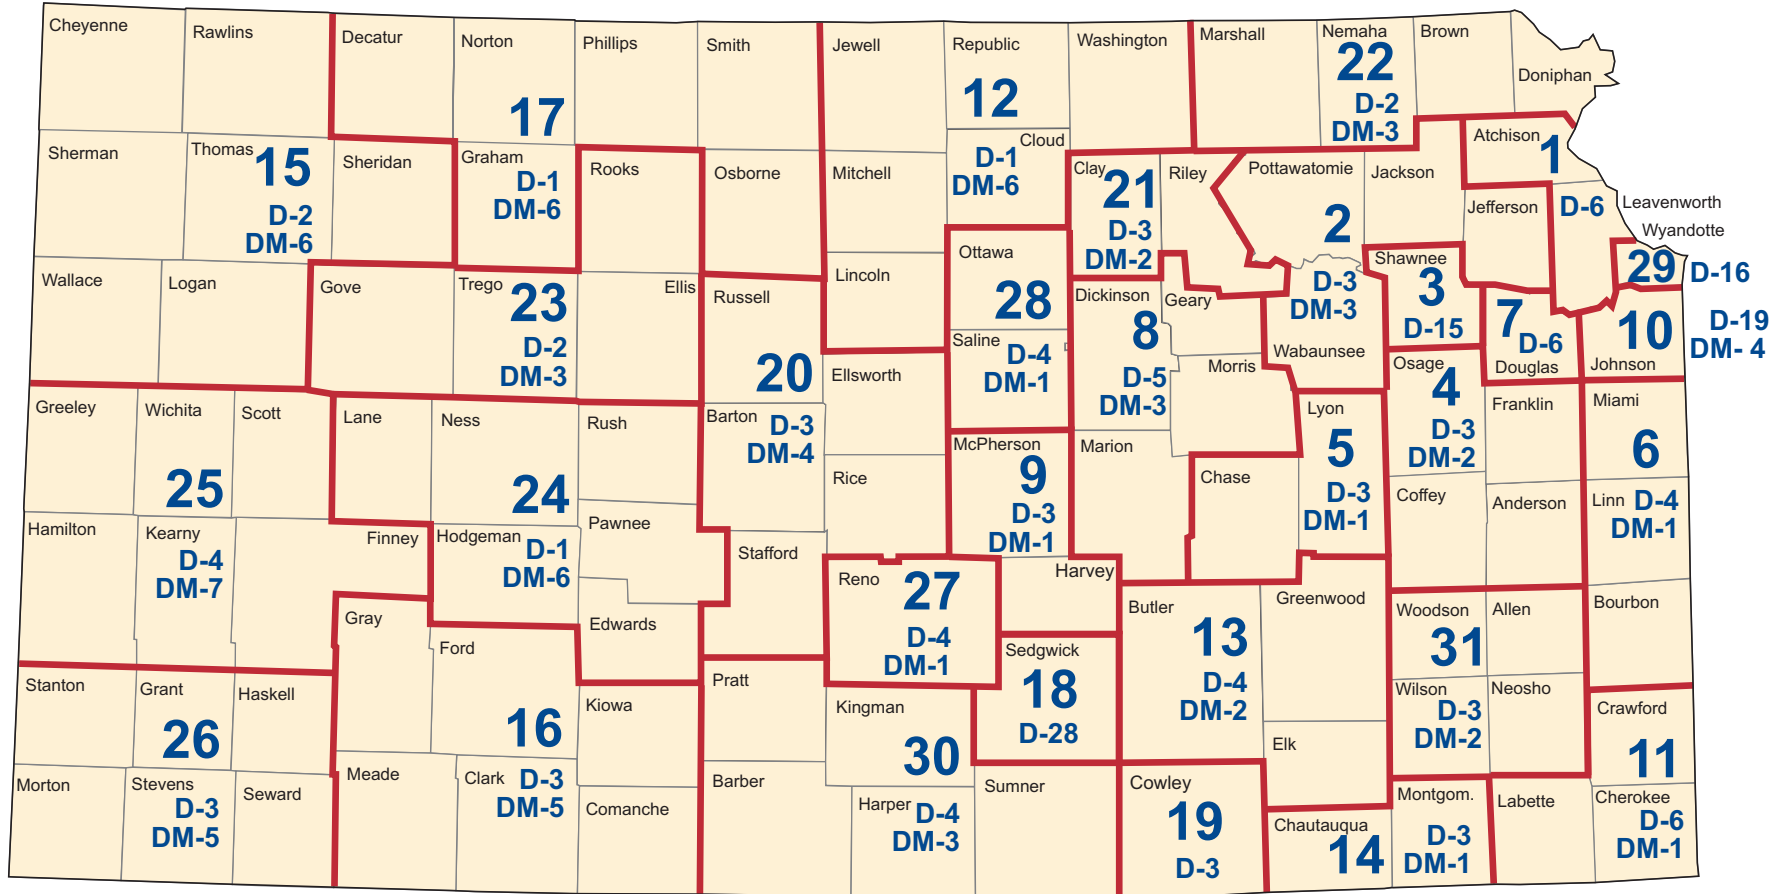 Cheyenne
Rawlins
Decatur
Norton
17
Phillips
Smith
Jewell
Republic
12
Washington
Marshall
Nemaha
22
D-2
DM-3
Brown
Doniphan
Sherman
Thomas
15
D-2
DM-6
Sheridan
Graham
D-1
DM-6
Rooks
Osborne
Mitchell
Cloud
D-1
DM-6
Clay
21
D-3
DM-2
Riley
Pottawatomie
2
D-3
DM-3
Jackson
Atchison
1
D-6
Jefferson
Leavenworth
Wyandotte
29
D-16
Wallace
Logan
Gove
Trego
23
D-2
DM-3
Ellis
Russell
20
Lincoln
Ottawa
28
Saline
D-4
DM-1
Dickinson
8
D-5
DM-3
Geary
Morris
Wabaunsee
Shawnee
3
D-15
7
D-6
Douglas
10
Johnson
D-19
DM- 4
Greeley
Wichita
25
Scott
Lane
Ness
24
Rush
Barton
D-3
DM-4
Ellsworth
Rice
McPherson
9
D-3
DM-1
Marion
Chase
Lyon
5
D-3
DM-1
Osage
4
D-3
DM-2
Franklin
Miami
6
Coffey
Anderson
Linn
D-4
DM-1
Hamilton
Kearny
D-4
DM-7
Finney
Hodgeman
D-1
DM-6
Pawnee
Edwards
Stafford
Reno
27
D-4
DM-1
Harvey
Gray
Ford
16
Sedgwick
18
D-28
Butler
13
D-4
DM-2
Greenwood
Woodson
31
Allen
Bourbon
Stanton
Grant
26
Haskell
Kiowa
Pratt
Kingman
30
Elk
Wilson
D-3
DM-2
Neosho
Crawford
11
Morton
Stevens
D-3
DM-5
Seward
Meade
Clark
D-3
DM-5
Comanche
Barber
Harper
D-4
DM-3
Sumner
Cowley
19
D-3
Chautauqua
14
Montgom.
D-3
DM-1
Labette
Cherokee
D-6
DM-1